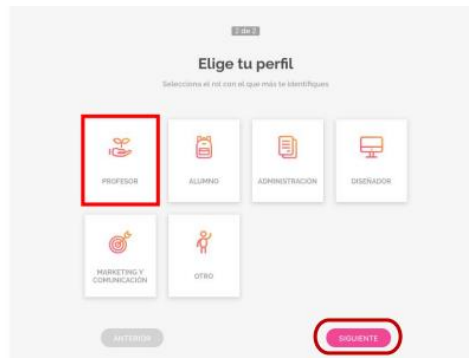 2 de 2
Elige tu perfil
Selecciona el rol con el que más te identifiques
PROFESOR
ALUMNO
ADMINISTRACIÓN
DISEÑADOR
MARKETING Y
COMUNICACIÓN
OTRO
ANTERIOR
SIGUIENTE